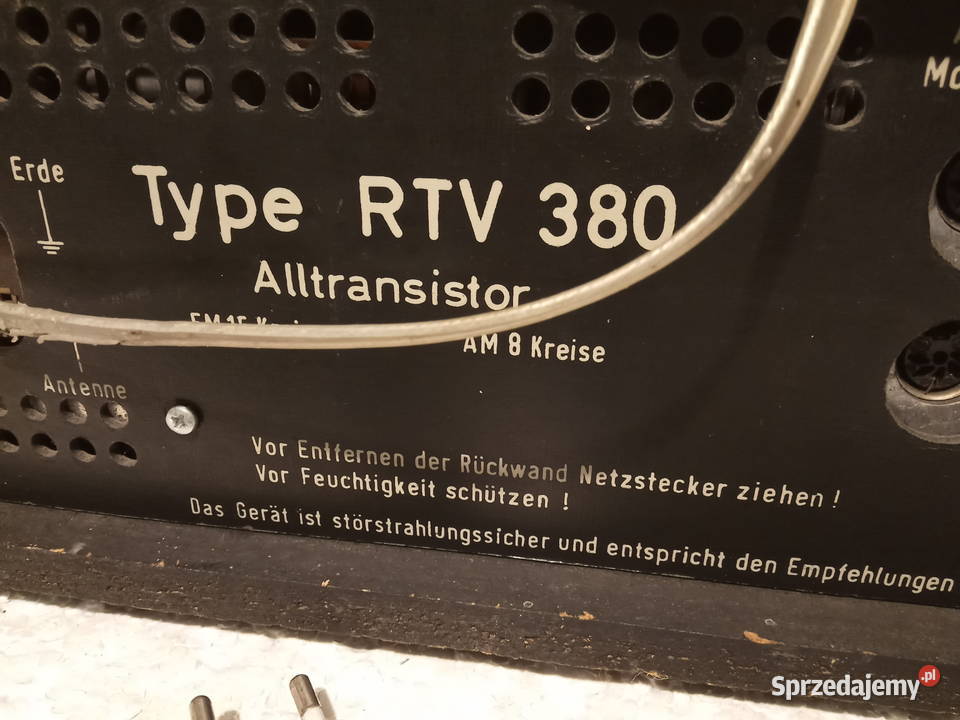 Erde
Type RTV 380
Alltransistor
AM 8 Kreise
Antenne
Vor Entfernen der Rückwand Netzstecker ziehen!
Vor Feuchtigkeit schützen !
Das Gerät ist störstrahlungssicher und entspricht den Empfehlungen
Sprzedajemy.pl